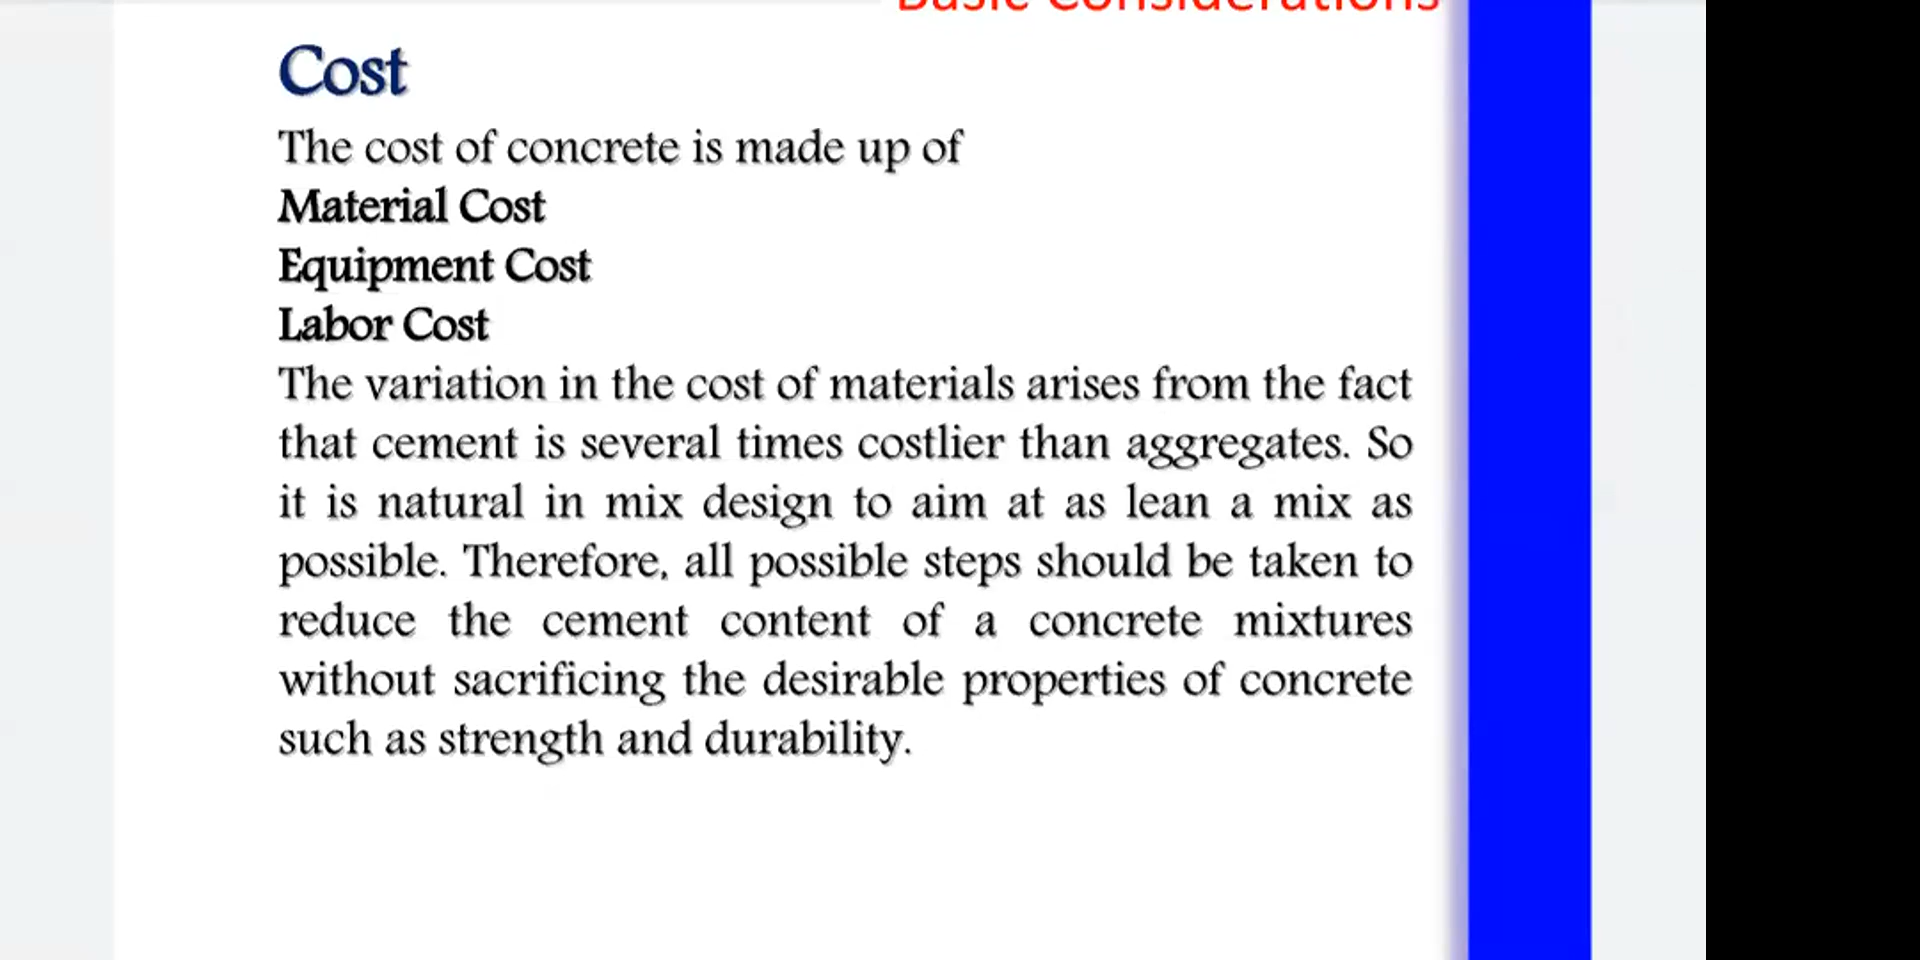 Basic Considerations
Cost
The cost of concrete is made up of
Material Cost
Equipment Cost
Labor Cost
The variation in the cost of materials arises from the fact
that cement is several times costlier than aggregates. So
it is natural in mix design to aim at as lean a mix as
possible. Therefore, all possible steps should be taken to
reduce the cement content of a concrete mixtures
without sacrificing the desirable properties of concrete
such as strength and durability.